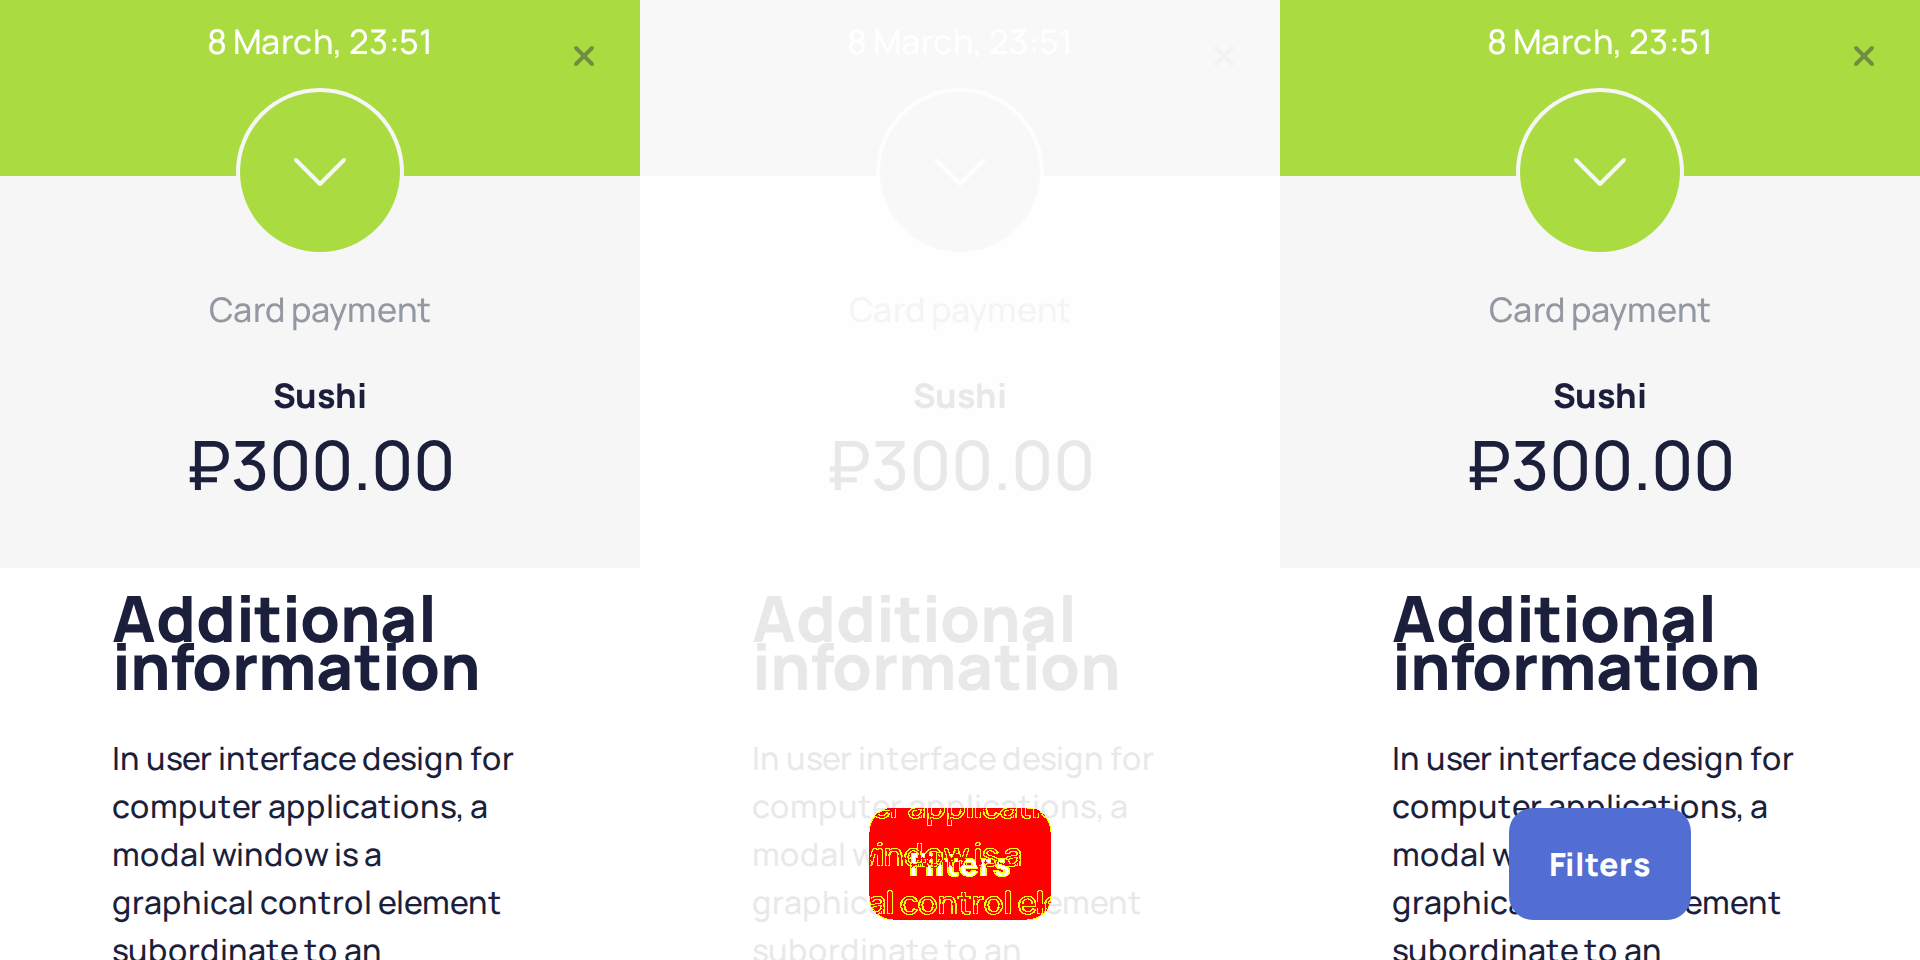 8 March, 23:51
Card payment
Sushi
₽300.00
Additional
information
In user interface design for
computer applications, a
modal window is a
graphical control element
subordinate to an
8 March, 23:51
Card payment
Sushi
₽300.00
Additional
information
In user interface design for
computer applications, a
modal window is a
Filters
graphical control element
subordinate to an
8 March, 23:51
Card payment
Sushi
₽300.00
Additional
information
In user interface design for
computer applications, a
modal
Filters
subordinate to an